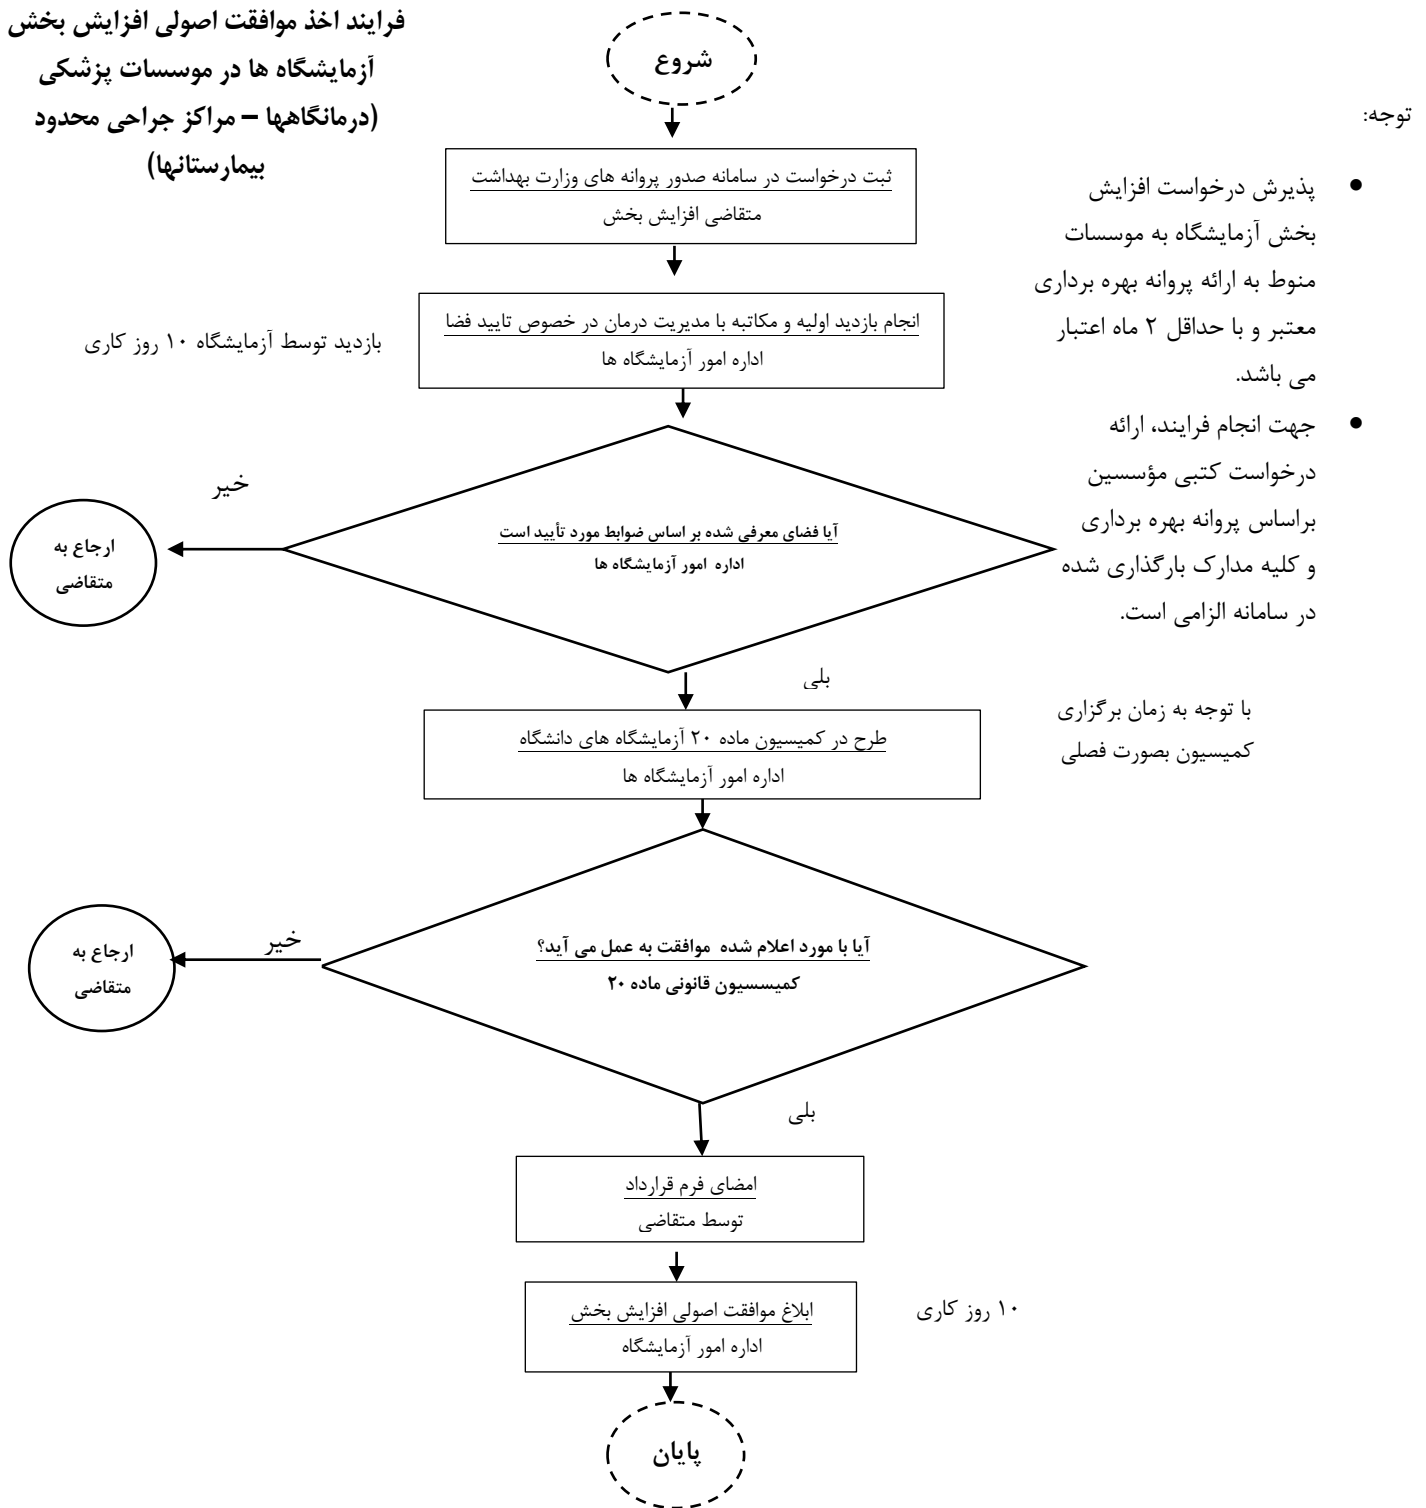 فرایند اخذ موافقت اصولی افزایش بخش
آزمایشگاه ها در موسسات پزشکی
(درمانگاهها – مراکز جراحی محدود
بیمارستانها)
شروع
توجه:
● پذیرش درخواست افزایش
بخش آزمایشگاه به موسسات
منوط به ارائه پروانه بهره برداری
معتبر و با حداقل ۲ ماه اعتبار
می باشد.
● جهت انجام فرایند، ارائه
درخواست کتبی مؤسسین
براساس پروانه بهره برداری
و کلیه مدارک بارگذاری شده
در سامانه الزامی است.
ثبت درخواست در سامانه صدور پروانه های وزارت بهداشت
متقاضی افزایش بخش
انجام بازدید اولیه و مکاتبه با مدیریت درمان در خصوص تایید فضا
اداره امور آزمایشگاه ها
بازدید توسط آزمایشگاه ۱۰ روز کاری
آیا فضای معرفی شده بر اساس ضوابط مورد تأیید است
اداره امور آزمایشگاه ها
خیر
ارجاع به
متقاضی
بلی
طرح در کمیسیون ماده ۲۰ آزمایشگاه های دانشگاه
اداره امور آزمایشگاه ها
با توجه به زمان برگزاری
کمیسیون بصورت فصلی
آیا با مورد اعلام شده موافقت به عمل می آید؟
کمیسسیون قانونی ماده ۲۰
خیر
ارجاع به
متقاضی
بلی
امضای فرم قرارداد
توسط متقاضی
ابلاغ موافقت اصولی افزایش بخش
اداره امور آزمایشگاه
۱۰ روز کاری
پایان